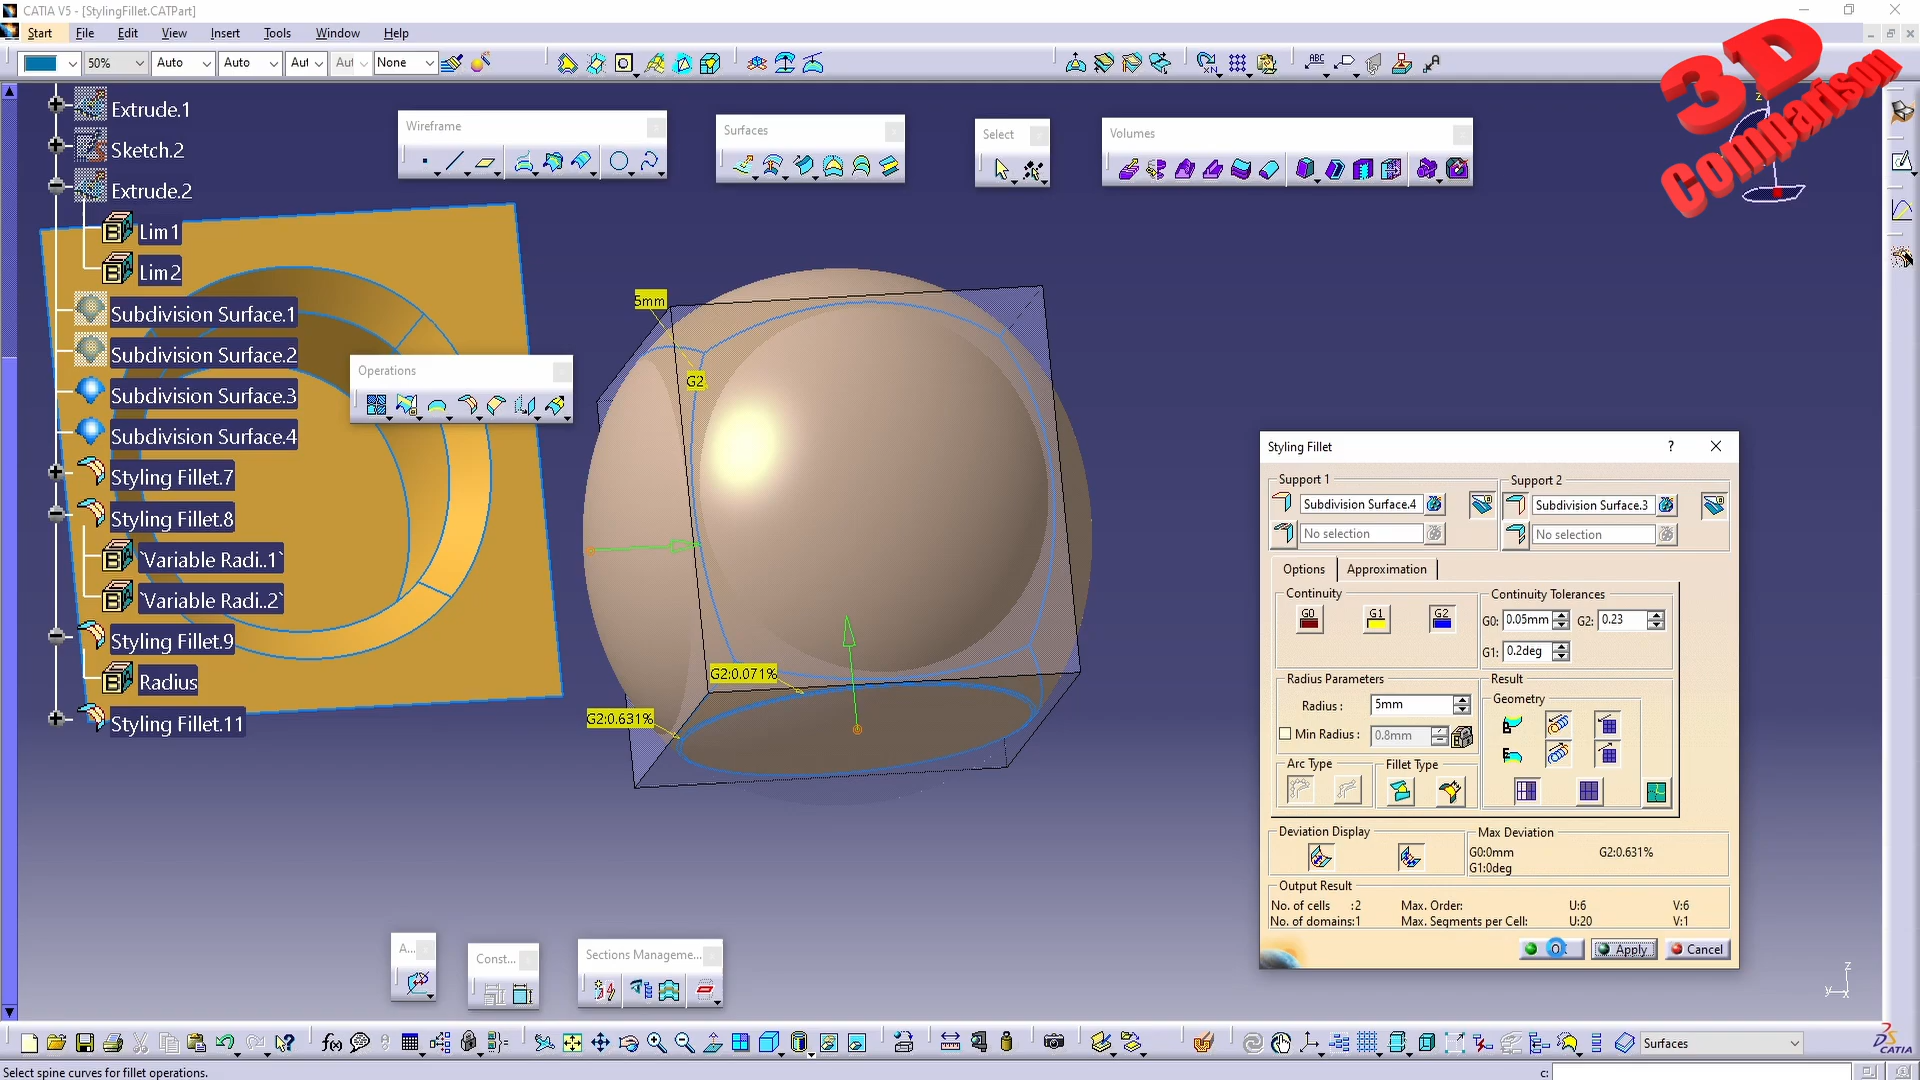 CATIA V5 - [StylingFillet.CATPart]
Start File Edit View Insert Tools Window Help
50% Auto Auto Aut Aut None
3D Comparison
z
Extrude.1
Sketch.2
Extrude.2
Lim1
Lim2
Subdivision Surface.1
Subdivision Surface.2
Subdivision Surface.3
Subdivision Surface.4
Styling Fillet.7
Styling Fillet.8
`Variable Radi..1`
`Variable Radi..2`
Styling Fillet.9
Radius
Styling Fillet.11
Wireframe
Surfaces
Select
Volumes
Operations
5mm
G2
G2:0.071%
G2:0.631%
Styling Fillet ?
Support 1 Support 2
Subdivision Surface.4 Subdivision Surface.3
No selection No selection
Options Approximation
Continuity Continuity Tolerances
G0 G1 G2
G0: 0.05mm G2: 0.23
G1: 0.2deg
Radius Parameters Result
Geometry
Radius : 5mm
Min Radius : 0.8mm
Arc Type Fillet Type
Deviation Display Max Deviation
G0:0mm G2:0.631%
G1:0deg
Output Result
No. of cells :2 Max. Order: U:6 V:6
No. of domains:1 Max. Segments per Cell: U:20 V:1
Apply Cancel
A...
Const...
Sections Manageme...
z
y x
f(x)
Surfaces
DS CATIA
Select spine curves for fillet operations.
c: